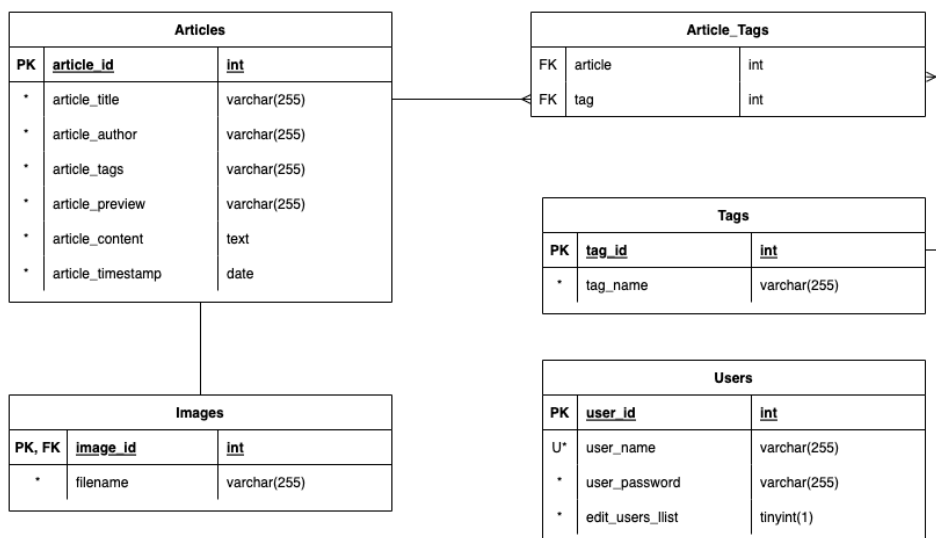 Articles
PK article_id int
* article_title varchar(255)
* article_author varchar(255)
* article_tags varchar(255)
* article_preview varchar(255)
* article_content text
* article_timestamp date
Article_Tags
FK article int
FK tag int
Tags
PK tag_id int
* tag_name varchar(255)
Images
PK, FK image_id int
* filename varchar(255)
Users
PK user_id int
U* user_name varchar(255)
* user_password varchar(255)
* edit_users_llist tinyint(1)